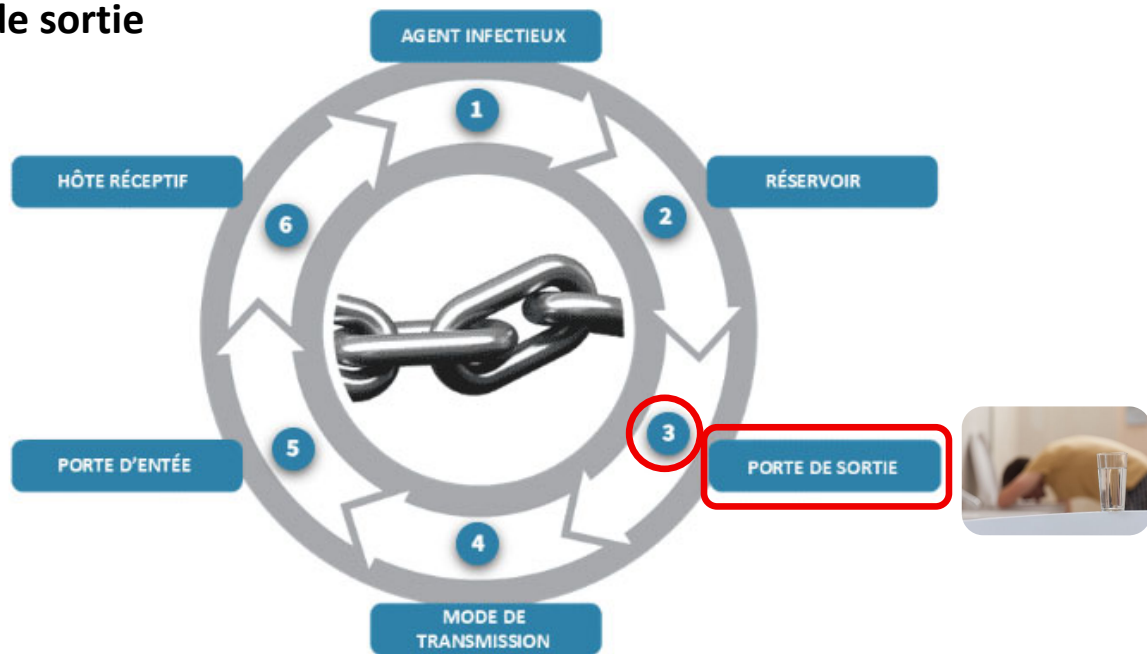 de sortie
AGENT INFECTIEUX
1
RÉSERVOIR
2
3
PORTE DE SORTIE
4
MODE DE
TRANSMISSION
5
PORTE D'ENTÉE
6
HÔTE RÉCEPTIF